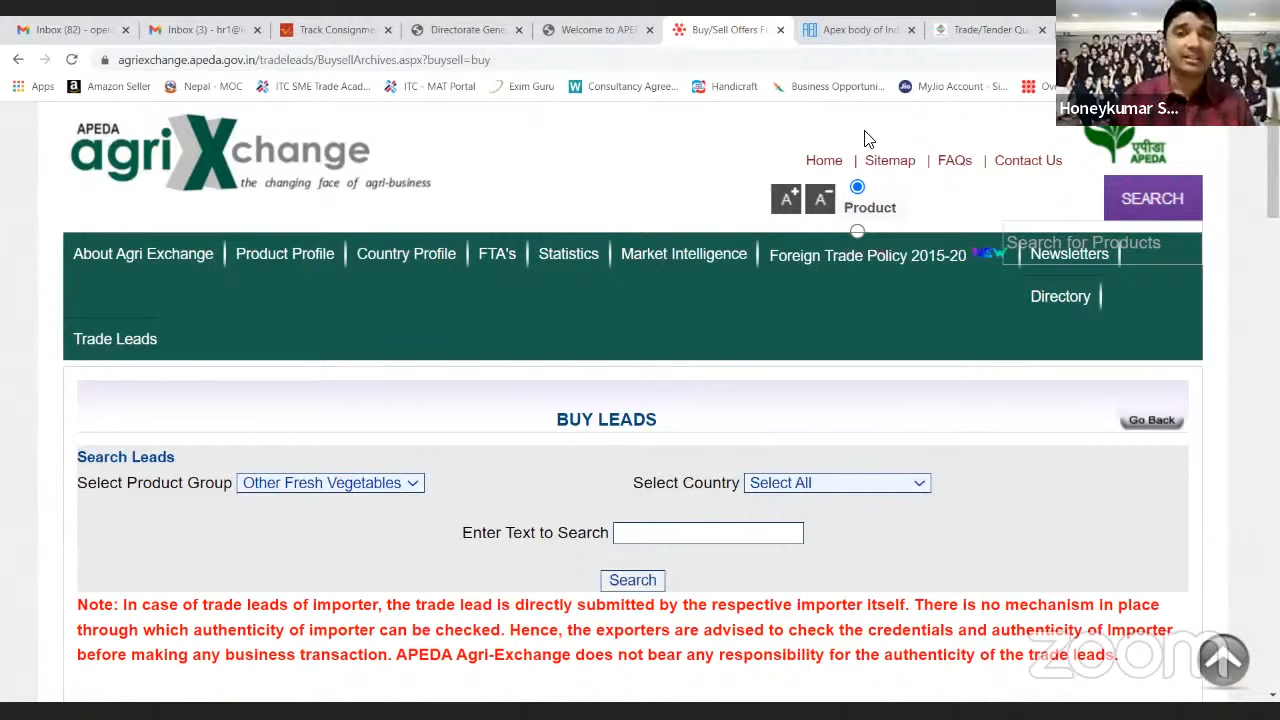 Inbox (82) - oper
Inbox (3) - hr1@
Track Consignment
Directorate Gene
Welcome to APE
Buy/Sell Offers F
Apex body of Ind
Trade/Tender Qu
agriexchange.apeda.gov.in/tradeleads/BuysellArchives.aspx?buysell=buy
Apps
Amazon Seller
Nepal - MOC
ITC SME Trade Acad...
ITC - MAT Portal
Exim Guru
Consultancy Agree...
Handicraft
Business Opportuni...
MyJio Account - Si...
Ov
Honeykumar S...
APEDA
agriXchange
the changing face of agri-business
Home | Sitemap | FAQs | Contact Us
एपीडा
APEDA
A+ A−
Product
SEARCH
Search for Products
About Agri Exchange
Product Profile
Country Profile
FTA's
Statistics
Market Intelligence
Foreign Trade Policy 2015-20
NEW
Newsletters
Directory
Trade Leads
BUY LEADS
Go Back
Search Leads
Select Product Group Other Fresh Vegetables
Select Country Select All
Enter Text to Search
Search
Note: In case of trade leads of importer, the trade lead is directly submitted by the respective importer itself. There is no mechanism in place
through which authenticity of importer can be checked. Hence, the exporters are advised to check the credentials and authenticity of Importer
before making any business transaction. APEDA Agri-Exchange does not bear any responsibility for the authenticity of the trade leads.
zoom